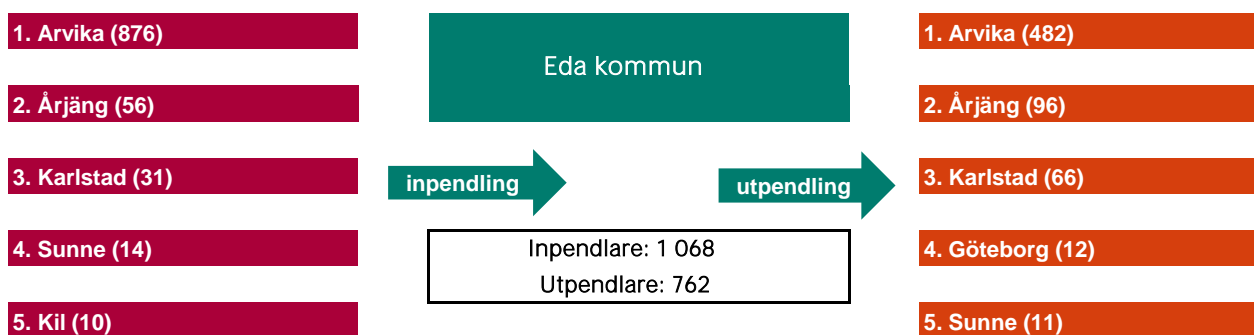 1. Arvika (876)
2. Årjäng (56)
3. Karlstad (31)
4. Sunne (14)
5. Kil (10)
Eda kommun
inpendling
utpendling
Inpendlare: 1 068
Utpendlare: 762
1. Arvika (482)
2. Årjäng (96)
3. Karlstad (66)
4. Göteborg (12)
5. Sunne (11)